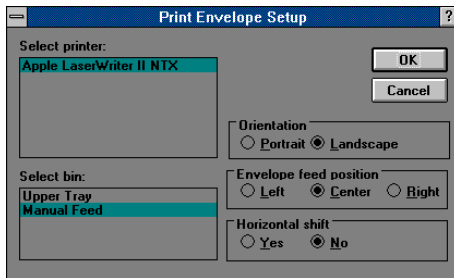 Print Envelope Setup ?
Select printer:
Apple LaserWriter II NTX
OK
Cancel
Orientation
Portrait Landscape
Select bin:
Upper Tray
Manual Feed
Envelope feed position
Left Center Right
Horizontal shift
Yes No